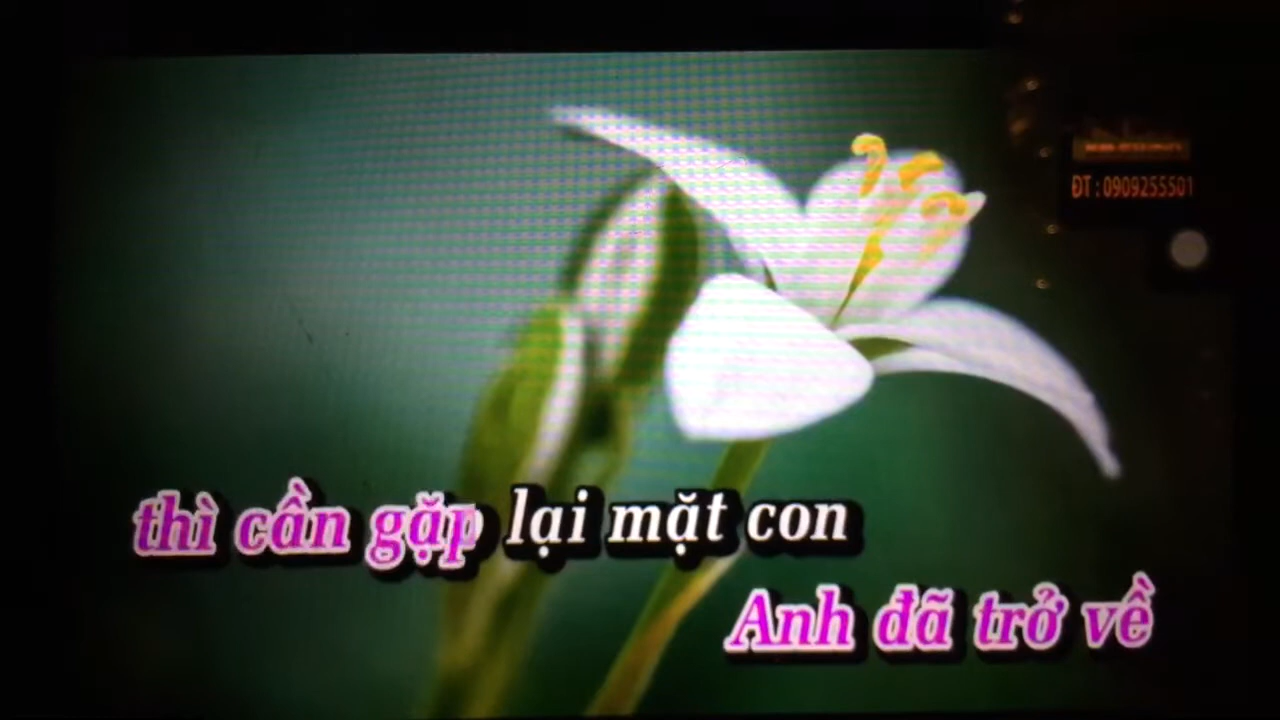 ĐT : 0909255501
thì cần gặp lại mặt con
Anh đã trở về